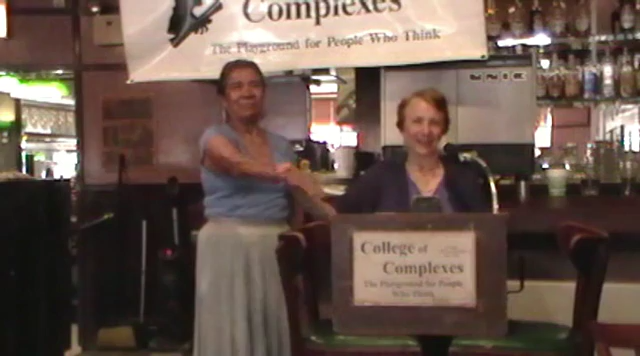 Complexes
The Playground for People Who Think
College of
Complexes
The Playground for People
Who Think